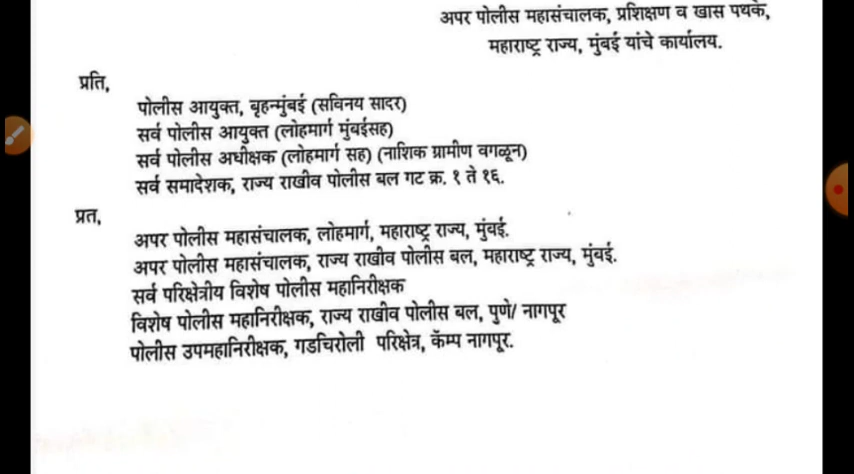 अपर पोलीस महासंचालक, प्रशिक्षण व खास पथके,
महाराष्ट्र राज्य, मुंबई यांचे कार्यालय.
प्रति,
पोलीस आयुक्त, बृहन्मुंबई (सविनय सादर)
सर्व पोलीस आयुक्त (लोहमार्ग मुंबईसह)
सर्व पोलीस अधीक्षक (लोहमार्ग सह) (नाशिक ग्रामीण वगळून)
सर्व समादेशक, राज्य राखीव पोलीस बल गट क्र. १ ते १६.
प्रत,
अपर पोलीस महासंचालक, लोहमार्ग, महाराष्ट्र राज्य, मुंबई.
अपर पोलीस महासंचालक, राज्य राखीव पोलीस बल, महाराष्ट्र राज्य, मुंबई.
सर्व परिक्षेत्रीय विशेष पोलीस महानिरीक्षक
विशेष पोलीस महानिरीक्षक, राज्य राखीव पोलीस बल, पुणे/ नागपूर
पोलीस उपमहानिरीक्षक, गडचिरोली परिक्षेत्र, कॅम्प नागपूर.